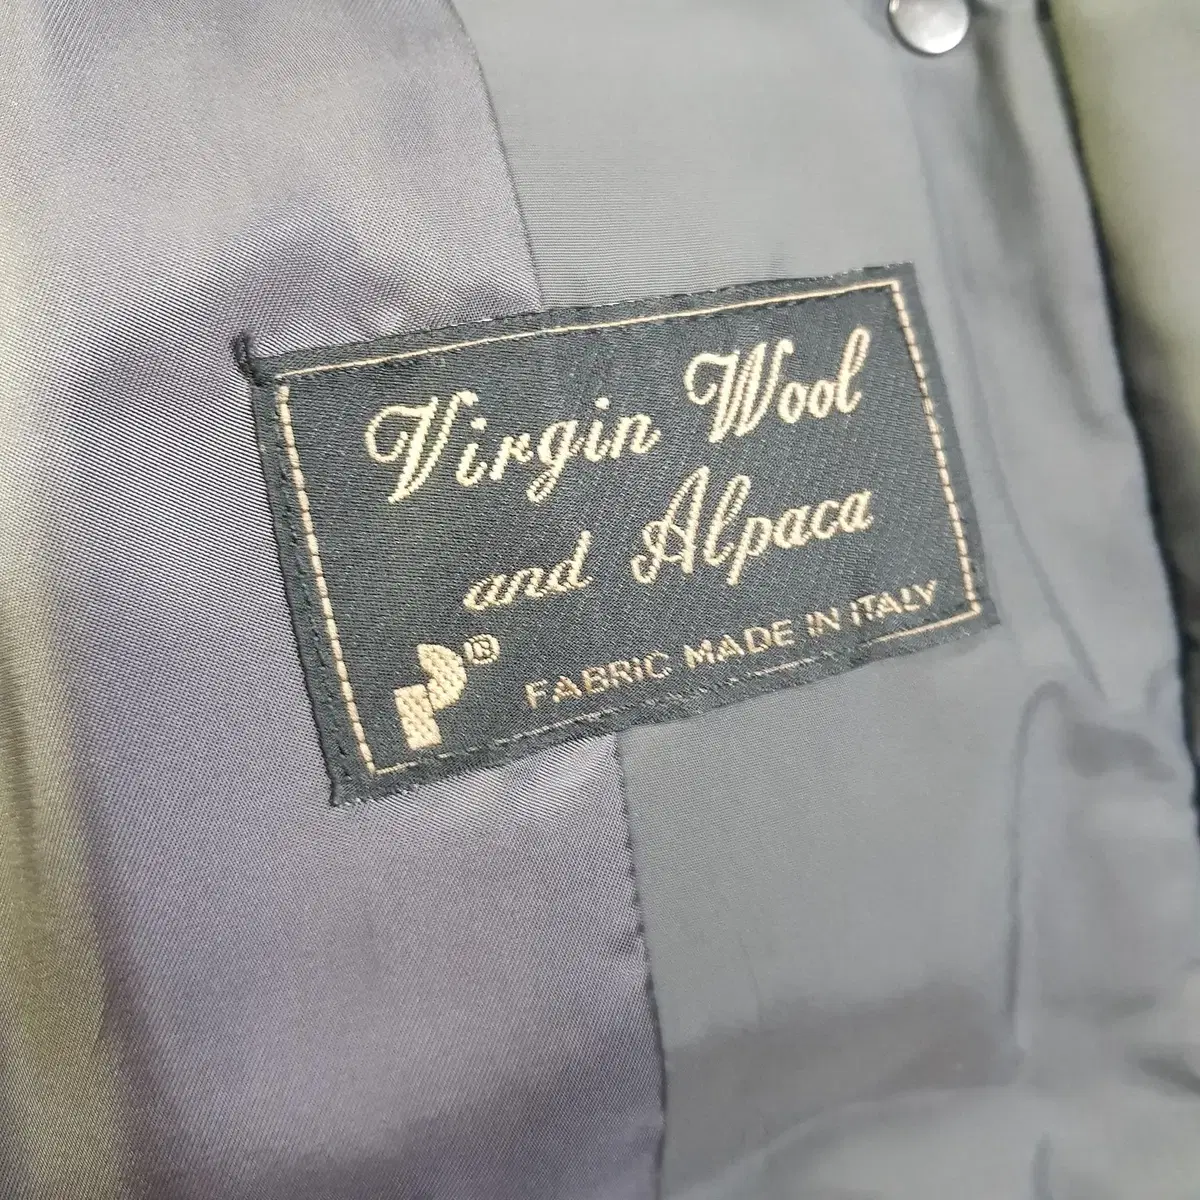 Virgin Wool
and Alpaca
®
FABRIC MADE IN ITALY